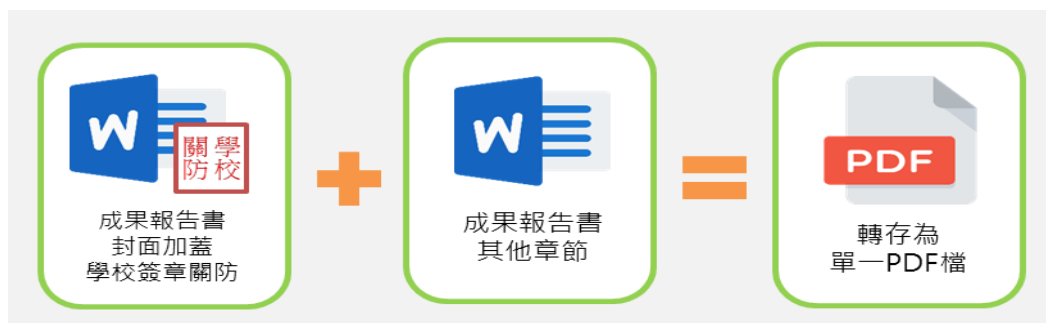 W
學校
關防
成果報告書
封面加蓋
學校簽章關防
W
成果報告書
其他章節
PDF
轉存為
單一PDF檔